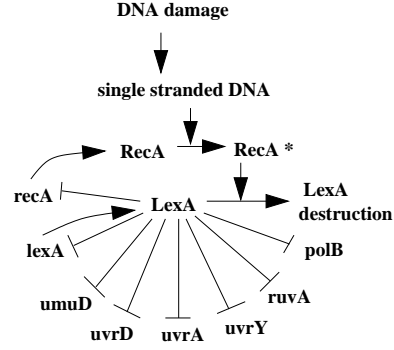 DNA damage
single stranded DNA
RecA
RecA *
recA
LexA
LexA
destruction
lexA
polB
umuD
ruvA
uvrD
uvrA
uvrY